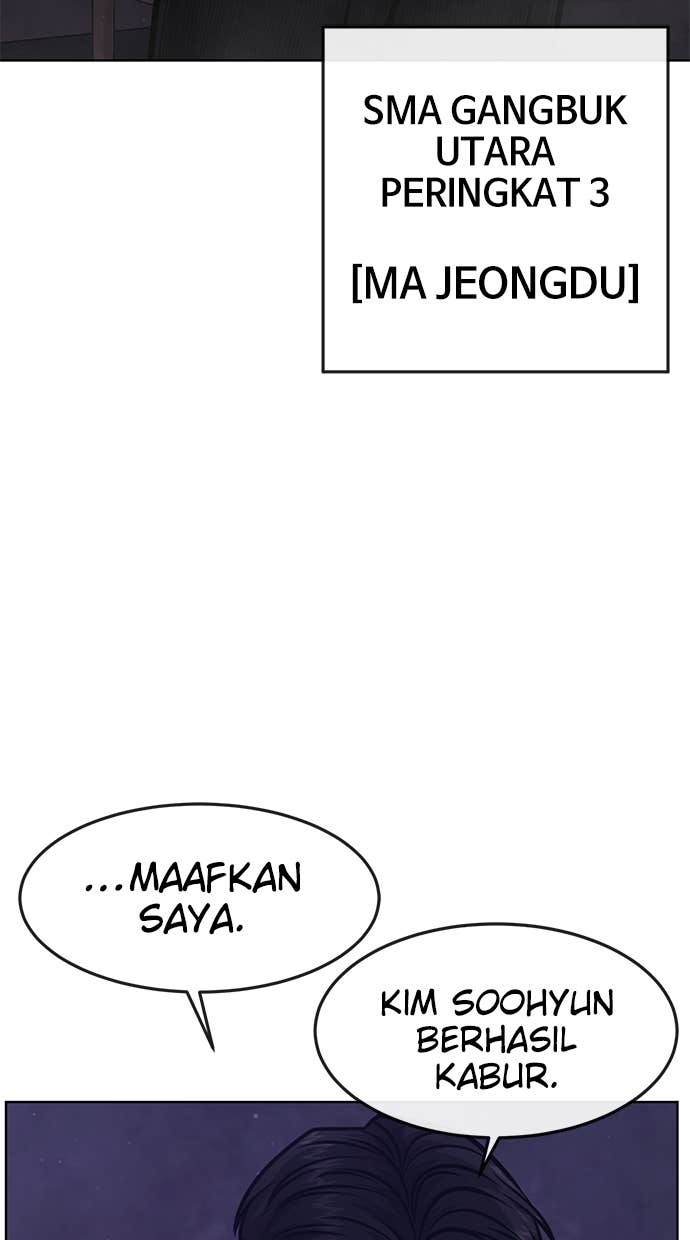 SMA GANGBUK
UTARA
PERINGKAT 3
[MA JEONGDU]
...MAAFKAN
SAYA.
KIM SOOHYUN
BERHASIL
KABUR.